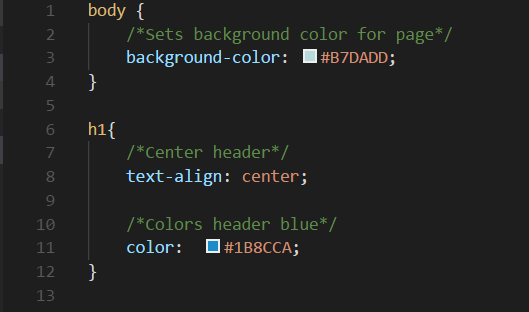 1 body {
2 /*Sets background color for page*/
3 background-color: #B7DADD;
4 }
5
6 h1{
7 /*Center header*/
8 text-align: center;
9
10 /*Colors header blue*/
11 color: #1B8CCA;
12 }
13